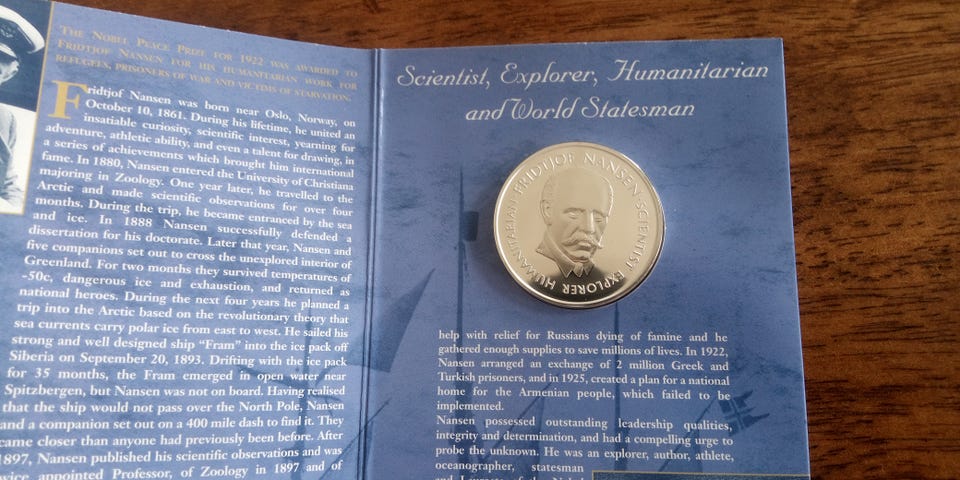 THE NOBEL PEACE PRIZE FOR 1922 WAS AWARDED TO
FRIDTJOF NANSEN FOR HIS HUMANITARIAN WORK FOR
REFUGEES, PRISONERS OF WAR AND VICTIMS OF STARVATION.
Fridtjof Nansen was born near Oslo, Norway, on
October 10, 1861. During his lifetime, he united an
insatiable curiosity, scientific interest, yearning for
adventure, athletic ability, and even a talent for drawing, in
a series of achievements which brought him international
fame. In 1880, Nansen entered the University of Christiana
majoring in Zoology. One year later, he travelled to the
Arctic and made scientific observations for over four
months. During the trip, he became entranced by the sea
and ice. In 1888 Nansen successfully defended a
dissertation for his doctorate. Later that year, Nansen and
five companions set out to cross the unexplored interior of
Greenland. For two months they survived temperatures of
-50c, dangerous ice and exhaustion, and returned as
national heroes. During the next four years he planned a
trip into the Arctic based on the revolutionary theory that
sea currents carry polar ice from east to west. He sailed his
strong and well designed ship "Fram" into the ice pack off
Siberia on September 20, 1893. Drifting with the ice pack
for 35 months, the Fram emerged in open water near
Spitzbergen, but Nansen was not on board. Having realised
that the ship would not pass over the North Pole, Nansen
and a companion set out on a 400 mile dash to find it. They
came closer than anyone had previously been before. After
1897, Nansen published his scientific observations and was
appointed Professor, of Zoology in 1897 and of
Scientist, Explorer, Humanitarian
and World Statesman
FRIDTJOF NANSEN·SCIENTIST EXPLORER HUMANITARIAN
help with relief for Russians dying of famine and he
gathered enough supplies to save millions of lives. In 1922,
Nansen arranged an exchange of 2 million Greek and
Turkish prisoners, and in 1925, created a plan for a national
home for the Armenian people, which failed to be
implemented.
Nansen possessed outstanding leadership qualities,
integrity and determination, and had a compelling urge to
probe the unknown. He was an explorer, author, athlete,
oceanographer, statesman